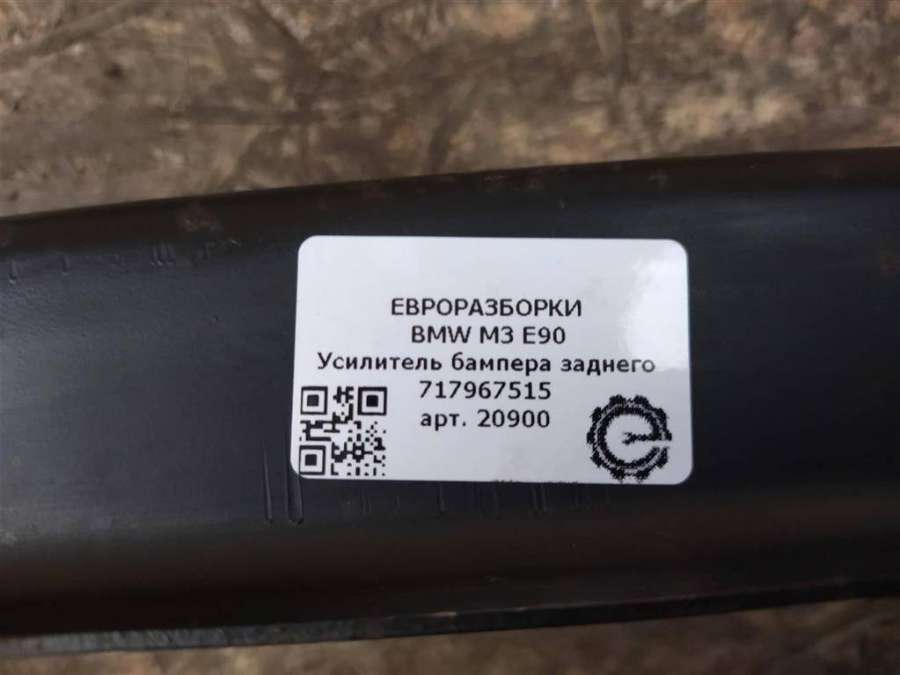 ЕВРОРАЗБОРКИ
BMW M3 E90
Усилитель бампера заднего
717967515
арт. 20900